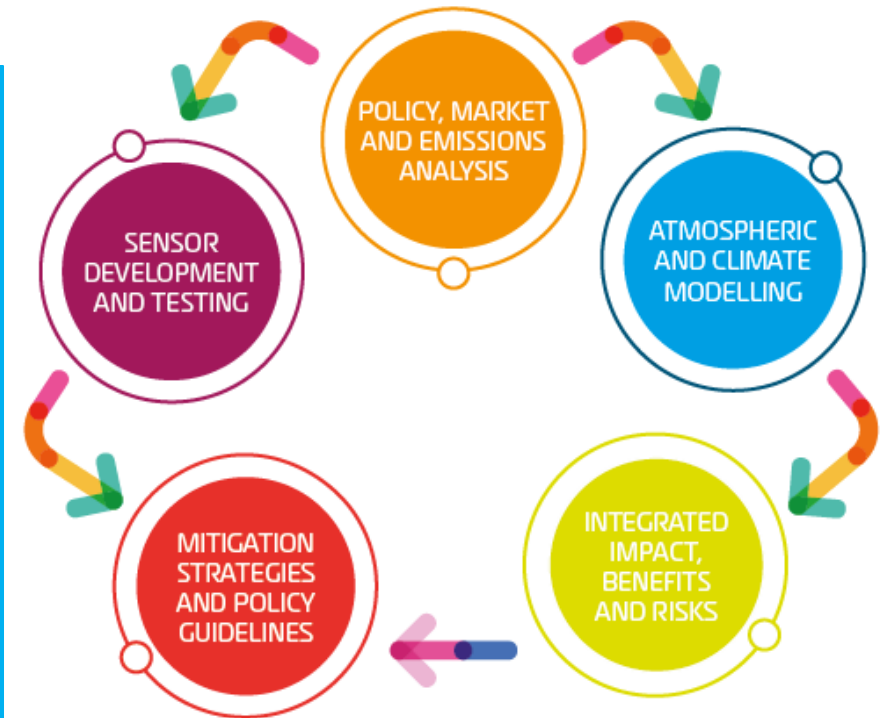 POLICY, MARKET
AND EMISSIONS
ANALYSIS
SENSOR
DEVELOPMENT
AND TESTING
ATMOSPHERIC
AND CLIMATE
MODELLING
MITIGATION
STRATEGIES
AND POLICY
GUIDELINES
INTEGRATED
IMPACT,
BENEFITS
AND RISKS